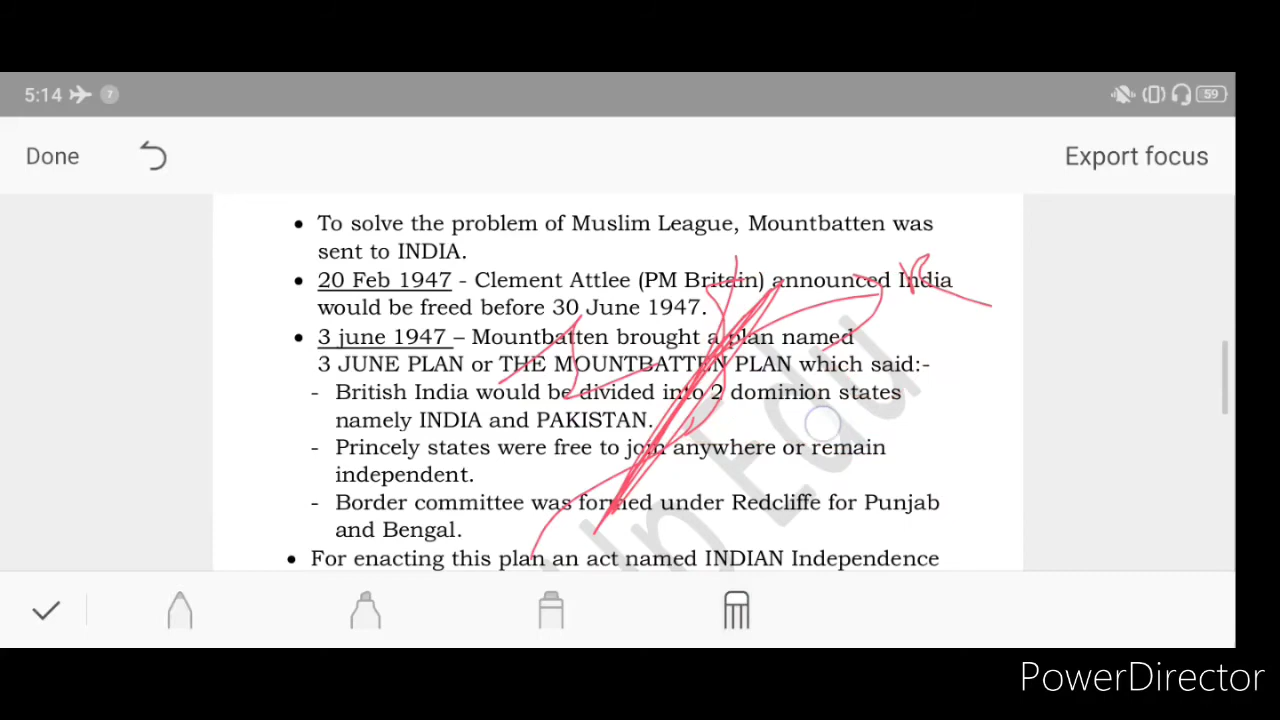 5:14 7 59
Done Export focus
• To solve the problem of Muslim League, Mountbatten was
sent to INDIA.
• 20 Feb 1947 - Clement Attlee (PM Britain) announced India
would be freed before 30 June 1947.
• 3 june 1947 – Mountbatten brought a plan named
3 JUNE PLAN or THE MOUNTBATTEN PLAN which said:-
- British India would be divided into 2 dominion states
namely INDIA and PAKISTAN.
- Princely states were free to join anywhere or remain
independent.
- Border committee was formed under Redcliffe for Punjab
and Bengal.
• For enacting this plan an act named INDIAN Independence
In Edu
PowerDirector